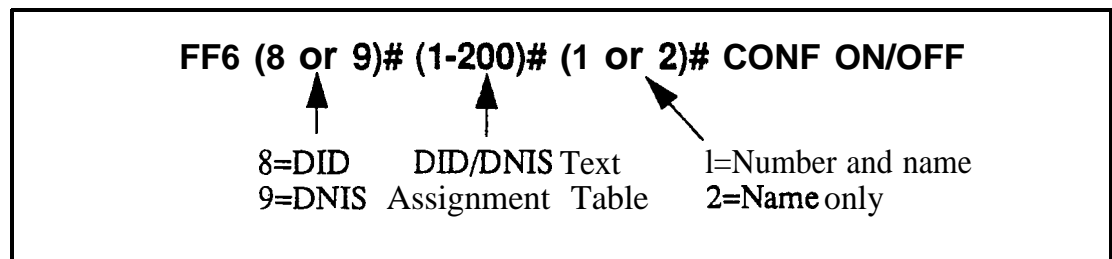 FF6 (8 or 9)# (1-200)# (1 or 2)# CONF ON/OFF
8=DID DID/DNIS Text l=Number and name
9=DNIS Assignment Table 2=Name only